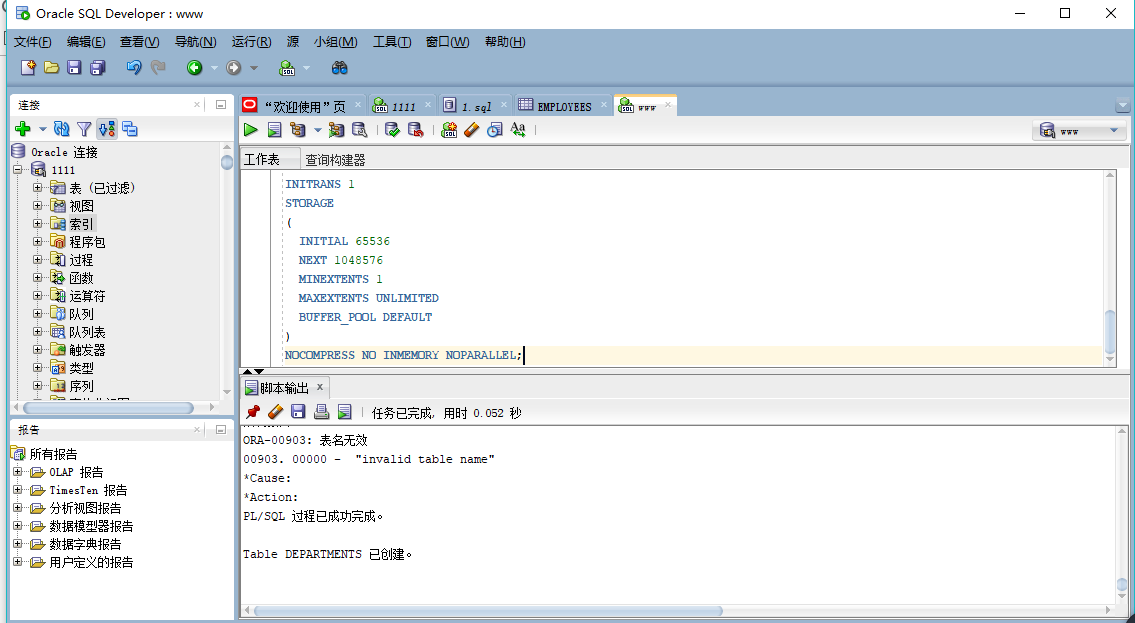 Oracle SQL Developer : www
文件(F) 编辑(E) 查看(V) 导航(N) 运行(R) 源 小组(M) 工具(T) 窗口(W) 帮助(H)
连接
Oracle 连接
1111
表 (已过滤)
视图
索引
程序包
过程
函数
运算符
队列
队列表
触发器
类型
序列
报告
所有报告
OLAP 报告
TimesTen 报告
分析视图报告
数据模型器报告
数据字典报告
用户定义的报告
“欢迎使用”页 1111 1.sql EMPLOYEES www
www
工作表 查询构建器
INITRANS 1
STORAGE
(
INITIAL 65536
NEXT 1048576
MINEXTENTS 1
MAXEXTENTS UNLIMITED
BUFFER_POOL DEFAULT
)
NOCOMPRESS NO INMEMORY NOPARALLEL;
脚本输出
任务已完成, 用时 0.052 秒
ORA-00903: 表名无效
00903. 00000 - "invalid table name"
*Cause:
*Action:
PL/SQL 过程已成功完成。
Table DEPARTMENTS 已创建。